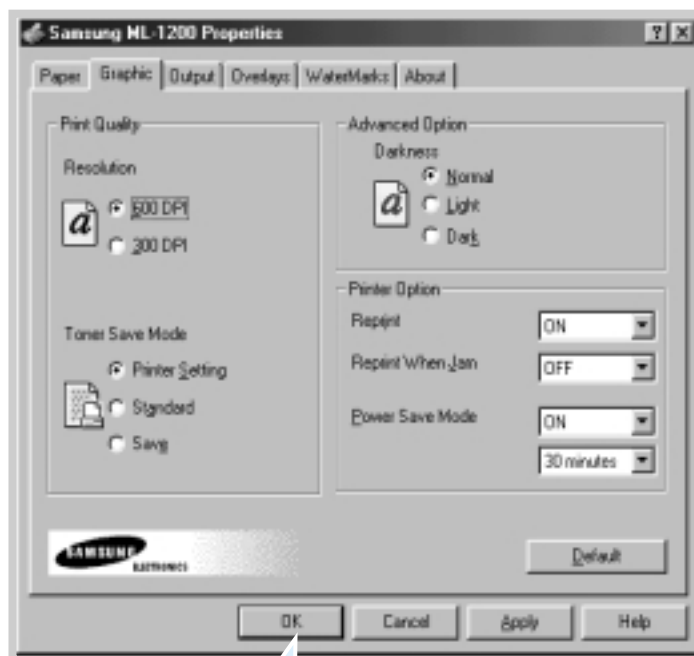 Samsung ML-1200 Properties
Paper Graphic Output Overlays WaterMarks About
Print Quality
Resolution
a
600 DPI
300 DPI
Toner Save Mode
Printer Setting
Standard
Save
Advanced Option
Darkness
a
Normal
Light
Dark
Printer Option
Reprint ON
Reprint When Jam OFF
Power Save Mode ON
30 minutes
SAMSUNG
ELECTRONICS
Default
OK Cancel Apply Help